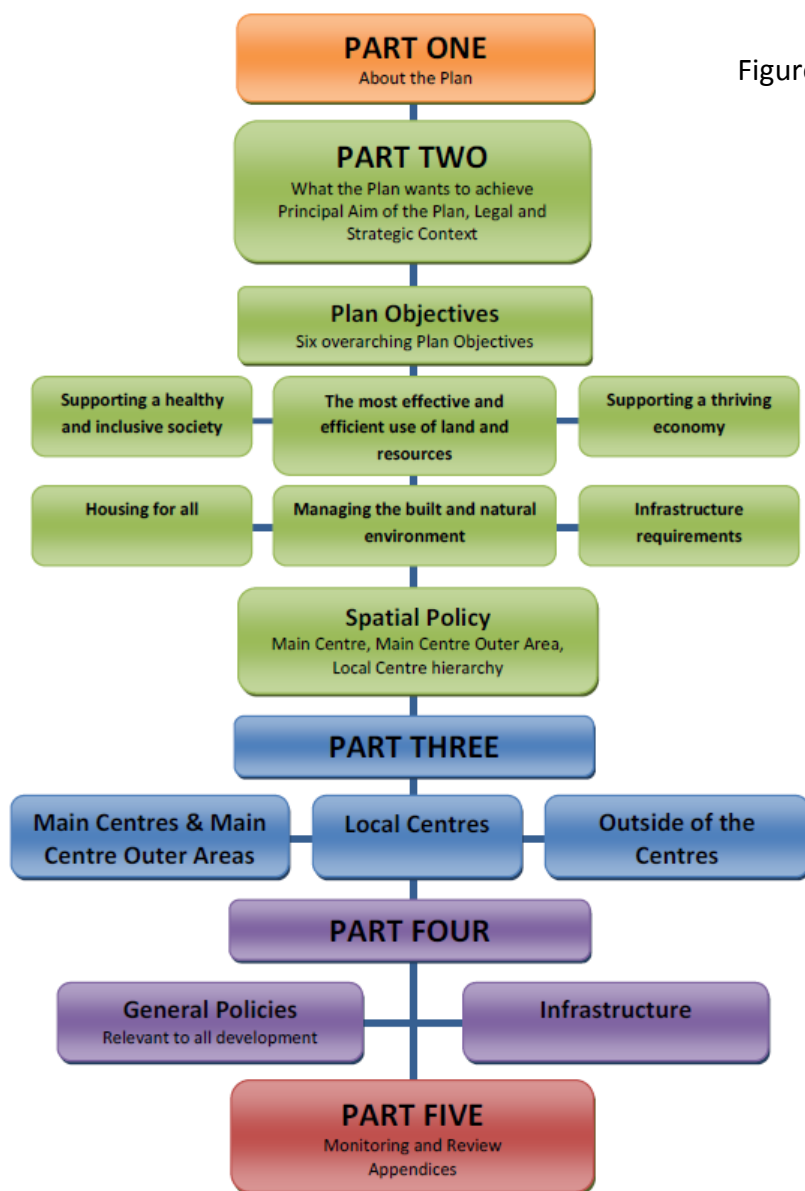 PART ONE
About the Plan
Figure
PART TWO
What the Plan wants to achieve
Principal Aim of the Plan, Legal and
Strategic Context
Plan Objectives
Six overarching Plan Objectives
Supporting a healthy
and inclusive society
The most effective and
efficient use of land and
resources
Supporting a thriving
economy
Housing for all
Managing the built and natural
environment
Infrastructure
requirements
Spatial Policy
Main Centre, Main Centre Outer Area,
Local Centre hierarchy
PART THREE
Main Centres & Main
Centre Outer Areas
Local Centres
Outside of the
Centres
PART FOUR
General Policies
Relevant to all development
Infrastructure
PART FIVE
Monitoring and Review
Appendices